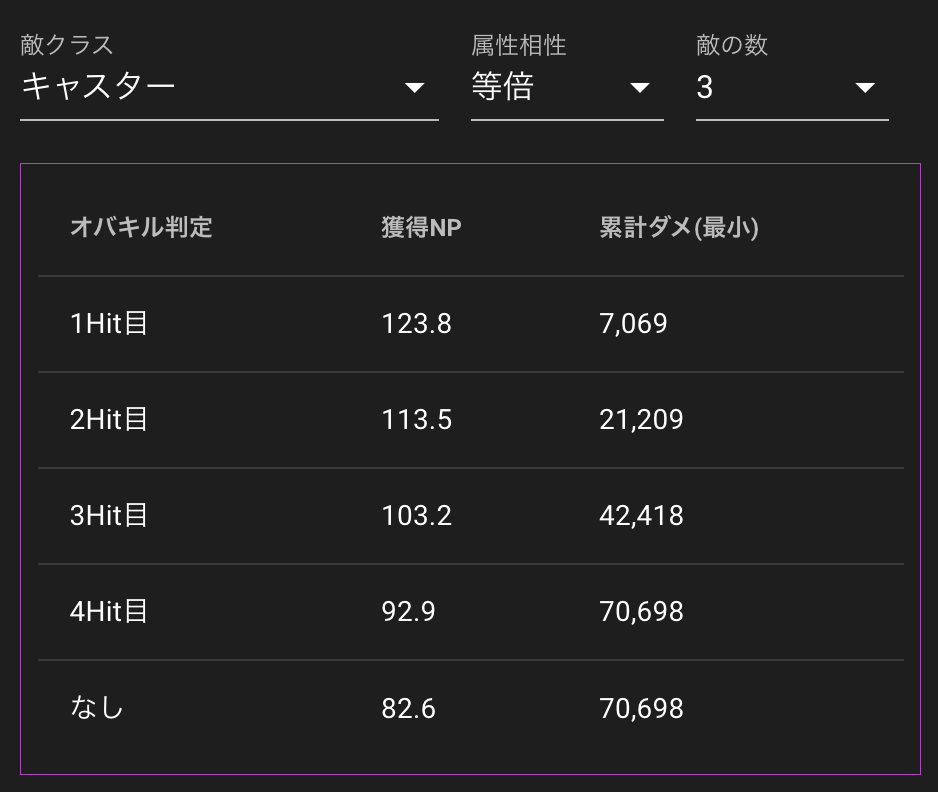 敵クラス 属性相性 敵の数
キャスター 等倍 3
オバキル判定 獲得NP 累計ダメ(最小)
1Hit目 123.8 7,069
2Hit目 113.5 21,209
3Hit目 103.2 42,418
4Hit目 92.9 70,698
なし 82.6 70,698